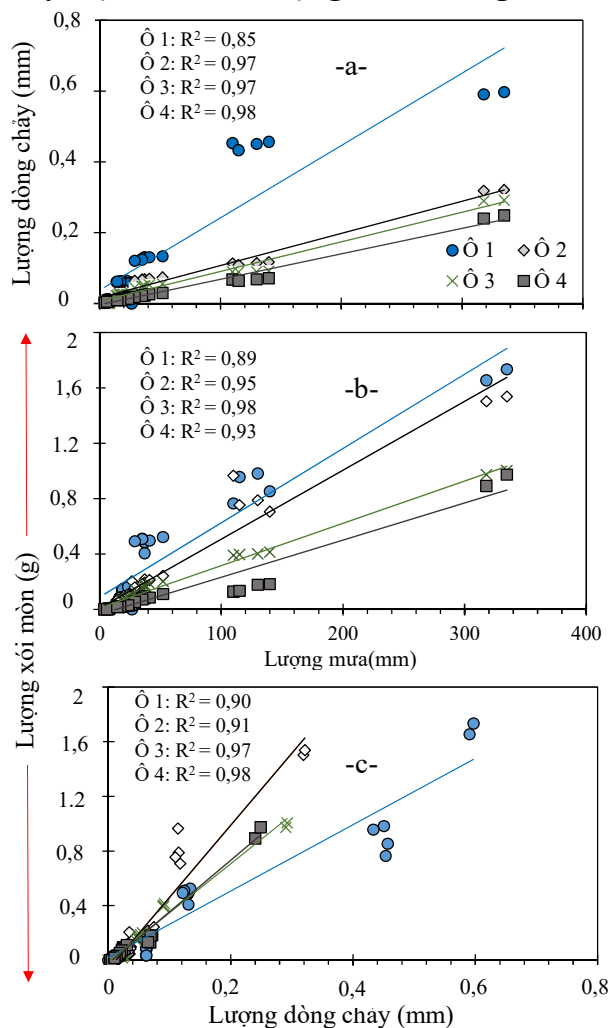 0,8
0,6
0,4
0,2
0
Lượng dòng chảy (mm)
Ô 1: R² = 0,85
Ô 2: R² = 0,97
Ô 3: R² = 0,97
Ô 4: R² = 0,98
-a-
Ô 1
Ô 2
Ô 3
Ô 4
2
1,6
1,2
0,8
0,4
0
Ô 1: R² = 0,89
Ô 2: R² = 0,95
Ô 3: R² = 0,98
Ô 4: R² = 0,93
-b-
0
100
200
300
400
Lượng mưa(mm)
Lượng xói mòn (g)
2
1,6
1,2
0,8
0,4
0
Ô 1: R² = 0,90
Ô 2: R² = 0,91
Ô 3: R² = 0,97
Ô 4: R² = 0,98
-c-
0
0,2
0,4
0,6
0,8
Lượng dòng chảy (mm)